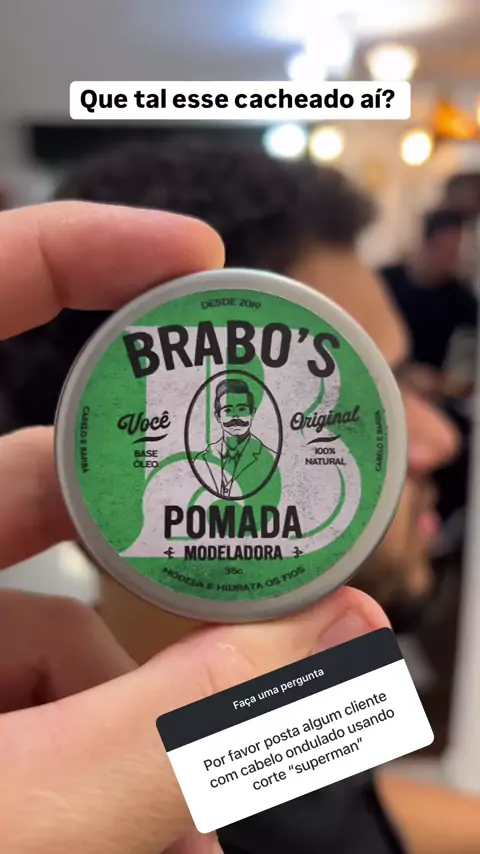 Que tal esse cacheado aí?
DESDE 2019
BRABO'S
Você
Original
BASE
ÓLEO
100%
NATURAL
CABELO E BARBA
CABELO E BARBA
POMADA
MODELADORA
35G
MODELA E HIDRATA OS FIOS
Faça uma pergunta
Por favor posta algum cliente
com cabelo ondulado usando
corte “superman”